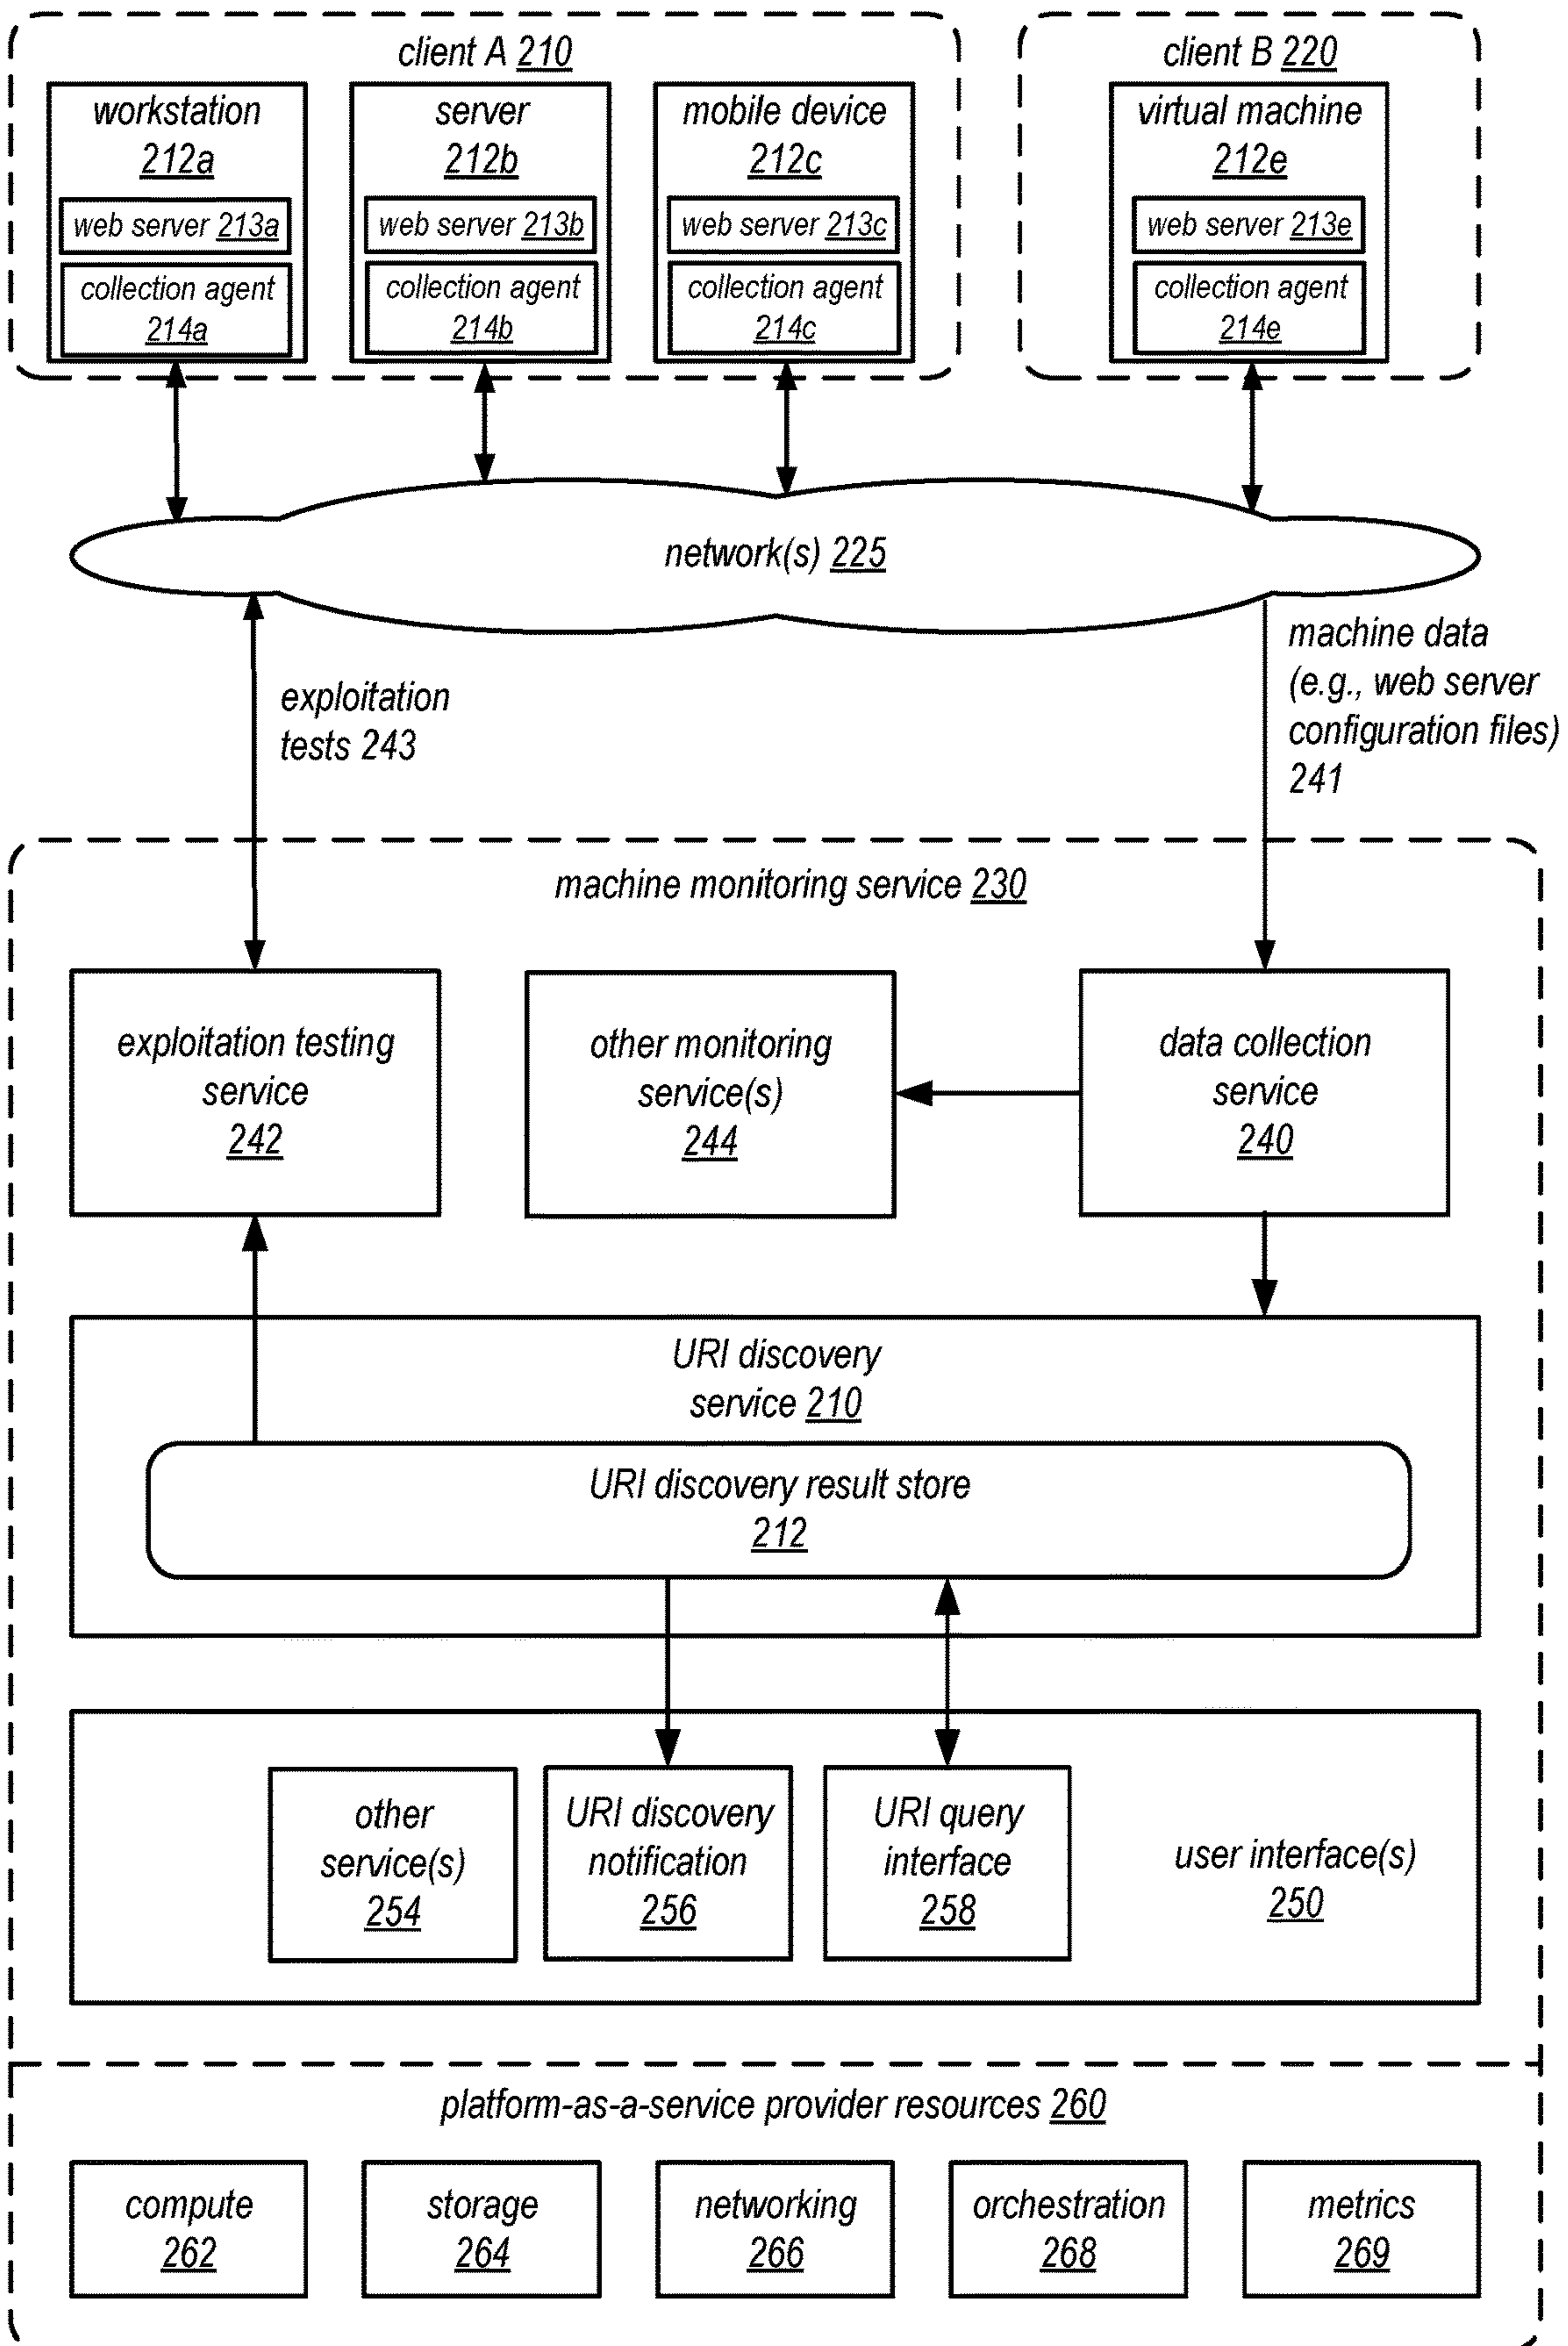 client A 210
workstation
212a
web server 213a
collection agent
214a
server
212b
web server 213b
collection agent
214b
mobile device
212c
web server 213c
collection agent
214c
client B 220
virtual machine
212e
web server 213e
collection agent
214e
network(s) 225
exploitation
tests 243
machine data
(e.g., web server
configuration files)
241
machine monitoring service 230
exploitation testing
service
242
other monitoring
service(s)
244
data collection
service
240
URI discovery
service 210
URI discovery result store
212
other
service(s)
254
URI discovery
notification
256
URI query
interface
258
user interface(s)
250
platform-as-a-service provider resources 260
compute
262
storage
264
networking
266
orchestration
268
metrics
269